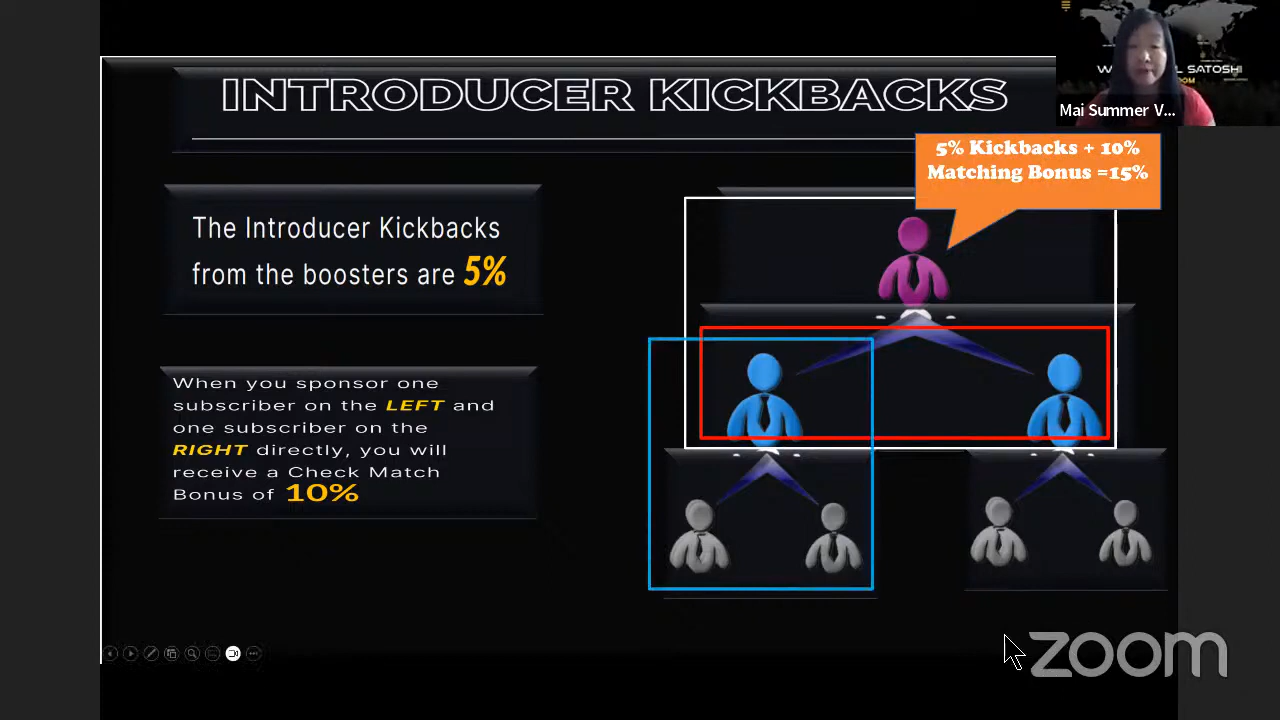 INTRODUCER KICKBACKS
SATOSHI
Mai Summer V...
5% Kickbacks + 10%
Matching Bonus =15%
The Introducer Kickbacks
from the boosters are 5%
When you sponsor one
subscriber on the LEFT and
one subscriber on the
RIGHT directly, you will
receive a Check Match
Bonus of 10%
zoom